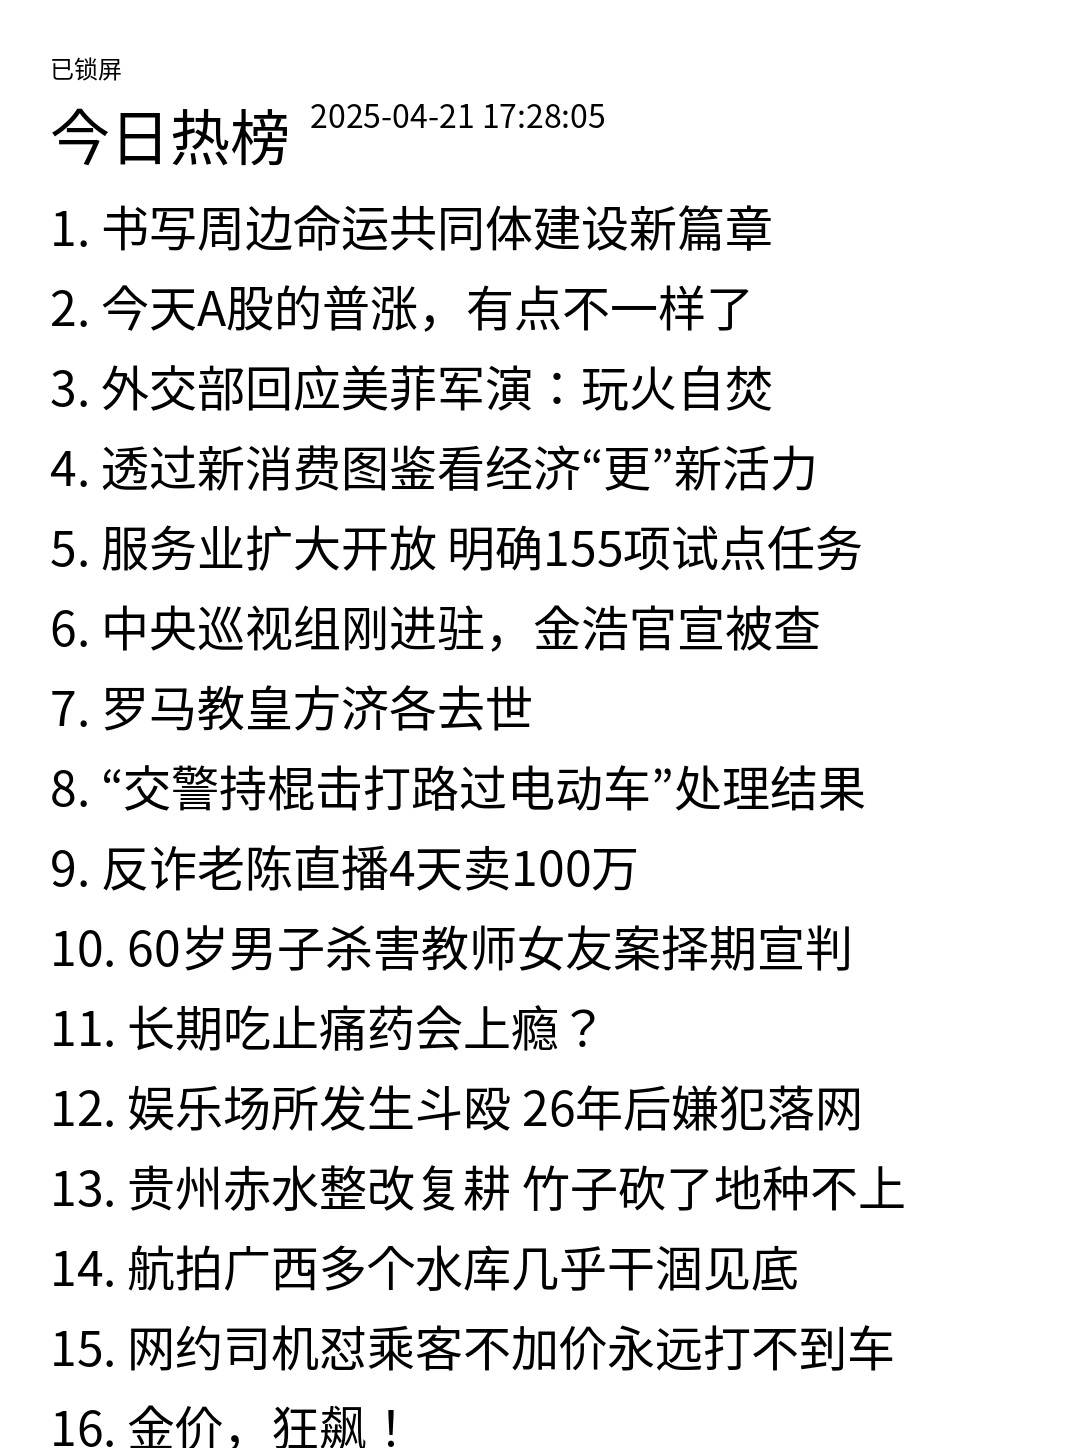 已锁屏
今日热榜 2025-04-21 17:28:05
1. 书写周边命运共同体建设新篇章
2. 今天A股的普涨，有点不一样了
3. 外交部回应美菲军演：玩火自焚
4. 透过新消费图鉴看经济“更”新活力
5. 服务业扩大开放 明确155项试点任务
6. 中央巡视组刚进驻，金浩官宣被查
7. 罗马教皇方济各去世
8. “交警持棍击打路过电动车”处理结果
9. 反诈老陈直播4天卖100万
10. 60岁男子杀害教师女友案择期宣判
11. 长期吃止痛药会上瘾？
12. 娱乐场所发生斗殴 26年后嫌犯落网
13. 贵州赤水整改复耕 竹子砍了地种不上
14. 航拍广西多个水库几乎干涸见底
15. 网约司机怼乘客不加价永远打不到车
16. 金价，狂飙！